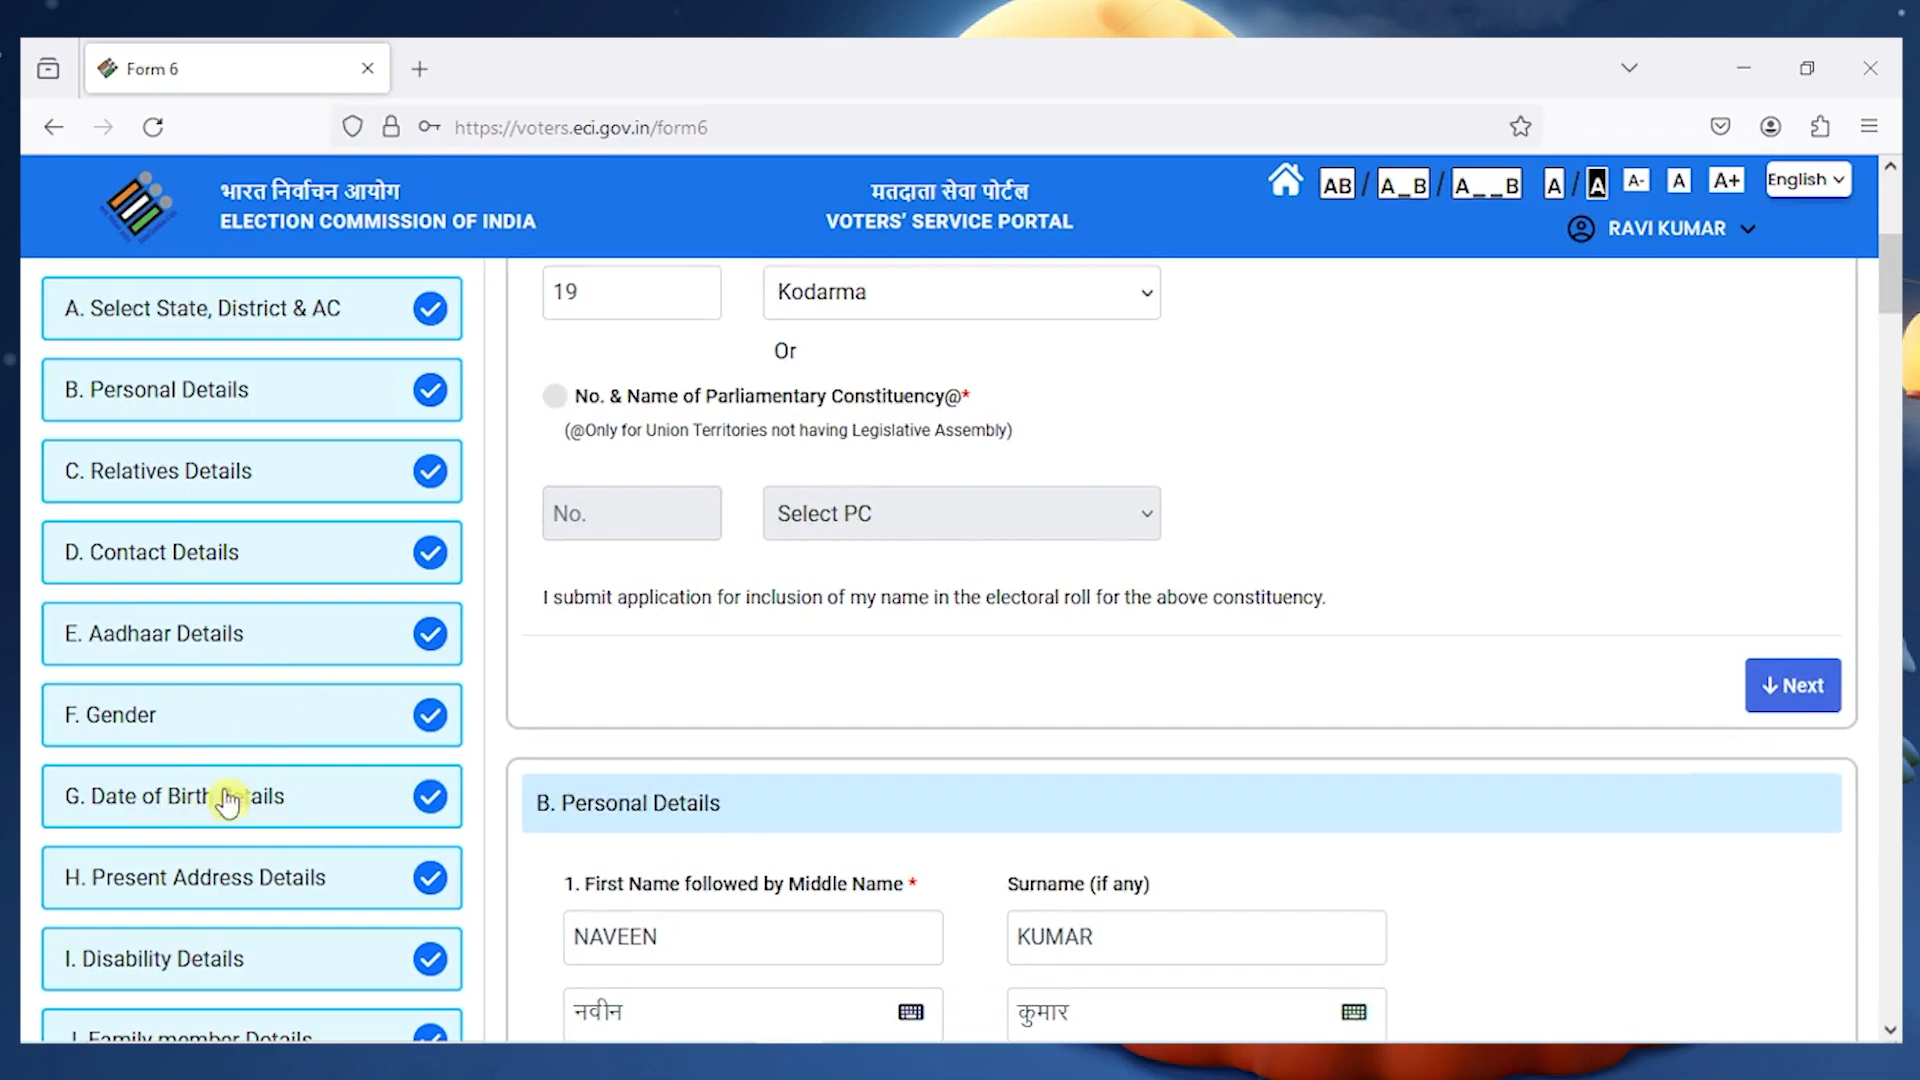 Form 6
https://voters.eci.gov.in/form6
भारत निर्वाचन आयोग
ELECTION COMMISSION OF INDIA
मतदाता सेवा पोर्टल
VOTERS' SERVICE PORTAL
AB / A_B / A__B A / A A- A A+ English
RAVI KUMAR
A. Select State, District & AC
B. Personal Details
C. Relatives Details
D. Contact Details
E. Aadhaar Details
F. Gender
G. Date of Birth Details
H. Present Address Details
I. Disability Details
J. Family member Details
19 Kodarma
Or
No. & Name of Parliamentary Constituency@*
(@Only for Union Territories not having Legislative Assembly)
No. Select PC
I submit application for inclusion of my name in the electoral roll for the above constituency.
Next
B. Personal Details
1. First Name followed by Middle Name * Surname (if any)
NAVEEN KUMAR
नवीन कुमार